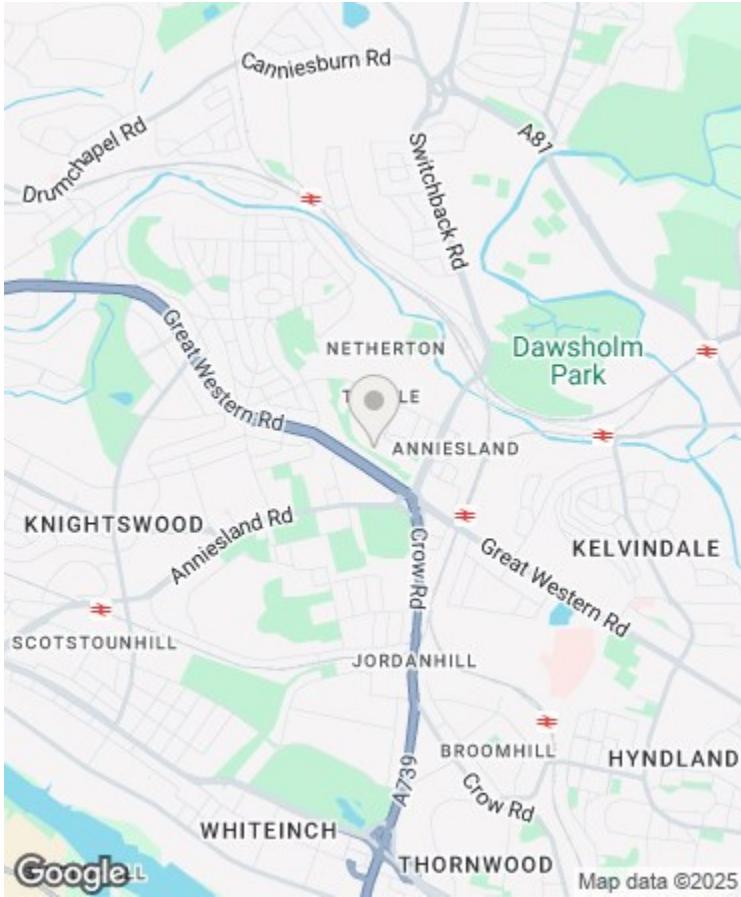 Canniesburn Rd
Drumchapel Rd
A81
Switchback Rd
Great Western Rd
NETHERTON
Dawsholm
Park
ANNIESLAND
KNIGHTSWOOD
Anniesland Rd
Crow Rd
Great Western Rd
KELVINDALE
SCOTSTOUNHILL
JORDANHILL
BROOMHILL
HYNDLAND
A739
Crow Rd
WHITEINCH
THORNWOOD
Google
Map data ©2025